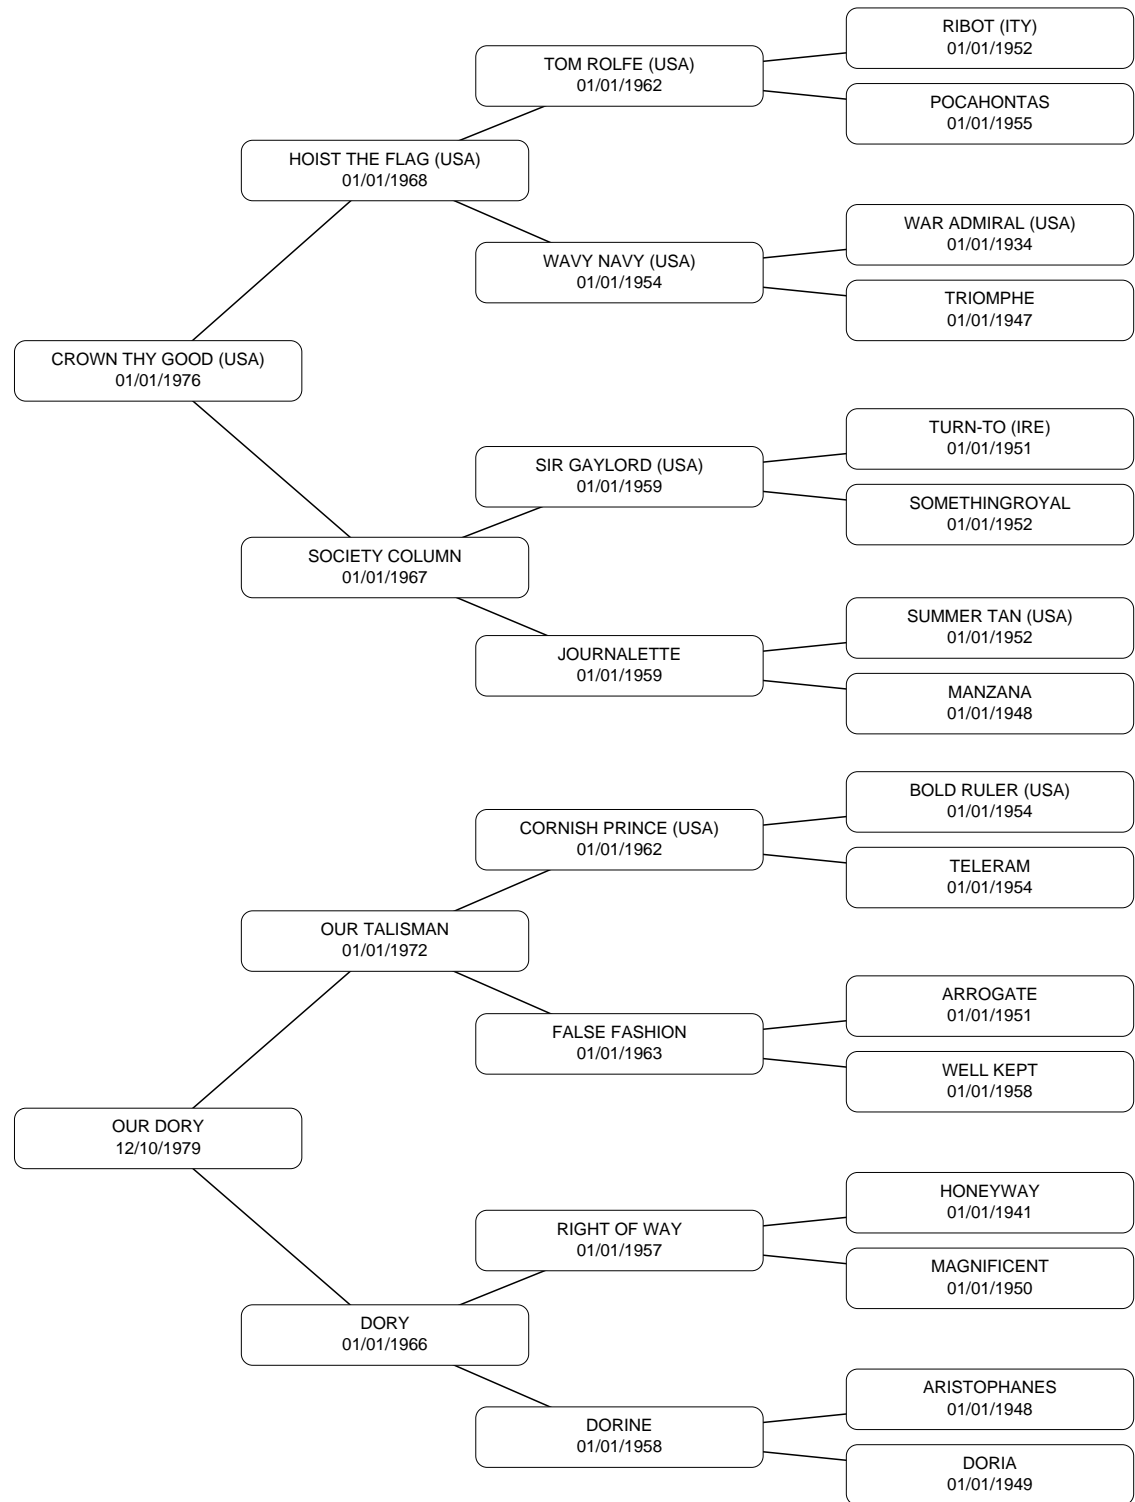 RIBOT (ITY)
01/01/1952
TOM ROLFE (USA)
01/01/1962
POCAHONTAS
01/01/1955
HOIST THE FLAG (USA)
01/01/1968
WAR ADMIRAL (USA)
01/01/1934
WAVY NAVY (USA)
01/01/1954
TRIOMPHE
01/01/1947
CROWN THY GOOD (USA)
01/01/1976
TURN-TO (IRE)
01/01/1951
SIR GAYLORD (USA)
01/01/1959
SOMETHINGROYAL
01/01/1952
SOCIETY COLUMN
01/01/1967
SUMMER TAN (USA)
01/01/1952
JOURNALETTE
01/01/1959
MANZANA
01/01/1948
BOLD RULER (USA)
01/01/1954
CORNISH PRINCE (USA)
01/01/1962
TELERAM
01/01/1954
OUR TALISMAN
01/01/1972
ARROGATE
01/01/1951
FALSE FASHION
01/01/1963
WELL KEPT
01/01/1958
OUR DORY
12/10/1979
HONEYWAY
01/01/1941
RIGHT OF WAY
01/01/1957
MAGNIFICENT
01/01/1950
DORY
01/01/1966
ARISTOPHANES
01/01/1948
DORINE
01/01/1958
DORIA
01/01/1949